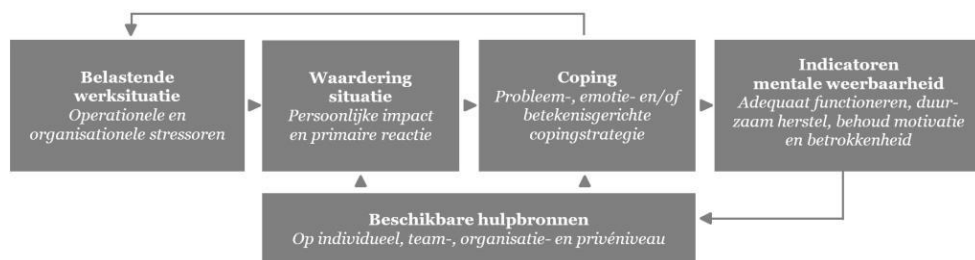 Belastende
werksituatie
Operationele en
organisationele stressoren
Waardering
situatie
Persoonlijke impact
en primaire reactie
Coping
Probleem-, emotie- en/of
betekenisgerichte
copingstrategie
Indicatoren
mentale weerbaarheid
Adequaat functioneren, duur-
zaam herstel, behoud motivatie
en betrokkenheid
Beschikbare hulpbronnen
Op individueel, team-, organisatie- en privéniveau